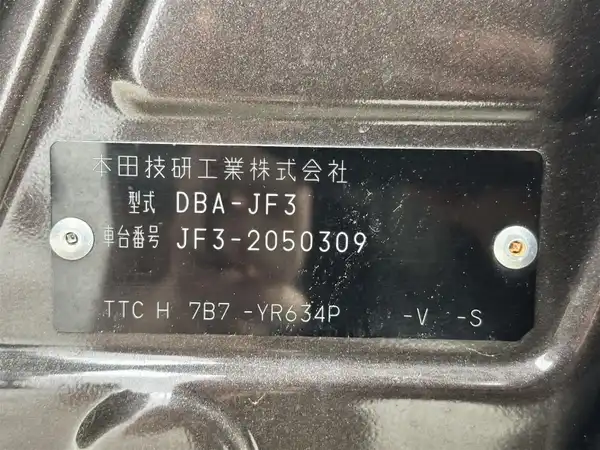 本田技研工業株式会社
型式 DBA-JF3
車台番号 JF3-2050309
TTC H 7B7 -YR634P -V -S